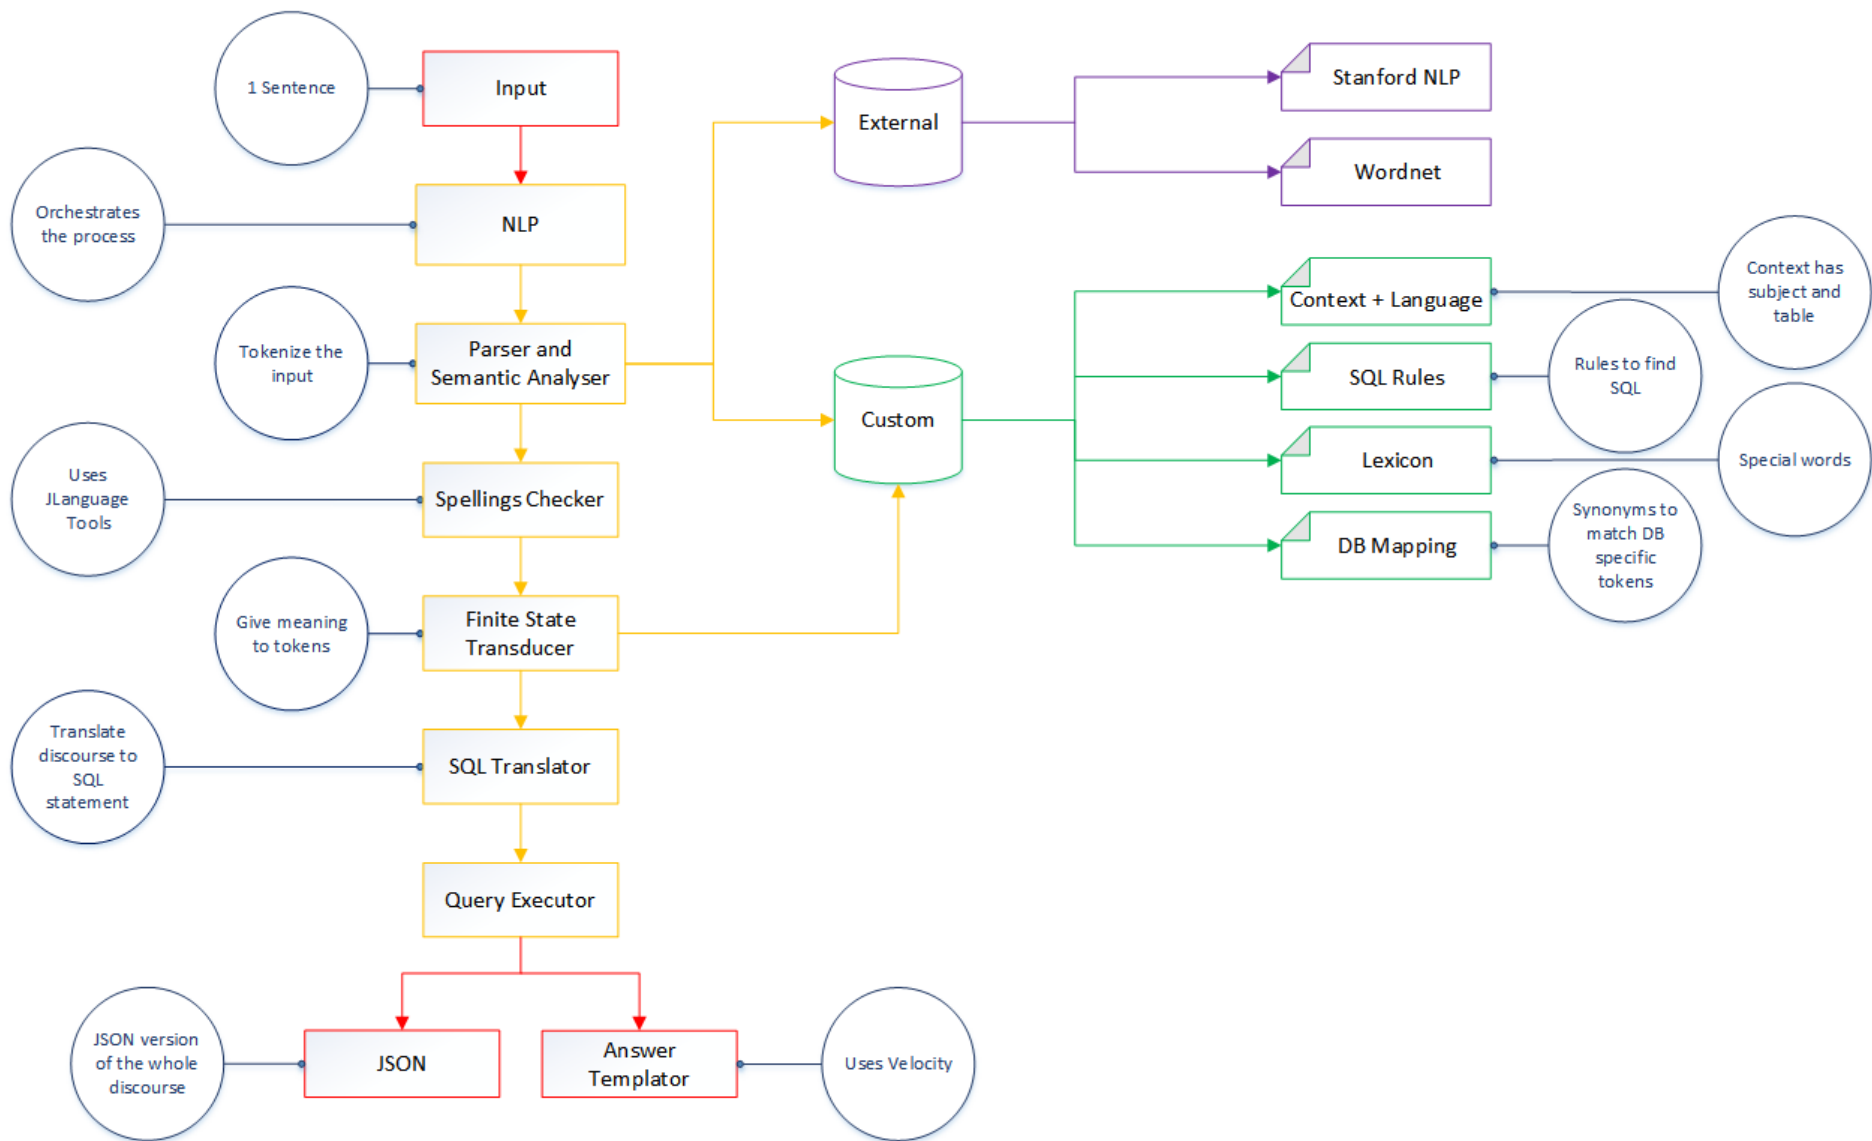 1 Sentence
Input
External
Stanford NLP
Wordnet
Orchestrates
the process
NLP
Context + Language
Context has
subject and
table
Tokenize the
input
Parser and
Semantic Analyser
Custom
SQL Rules
Rules to find
SQL
Lexicon
Special words
Uses
JLanguage
Tools
Spellings Checker
DB Mapping
Synonyms to
match DB
specific
tokens
Give meaning
to tokens
Finite State
Transducer
Translate
discourse to
SQL
statement
SQL Translator
Query Executor
JSON version
of the whole
discourse
JSON
Answer
Templator
Uses Velocity